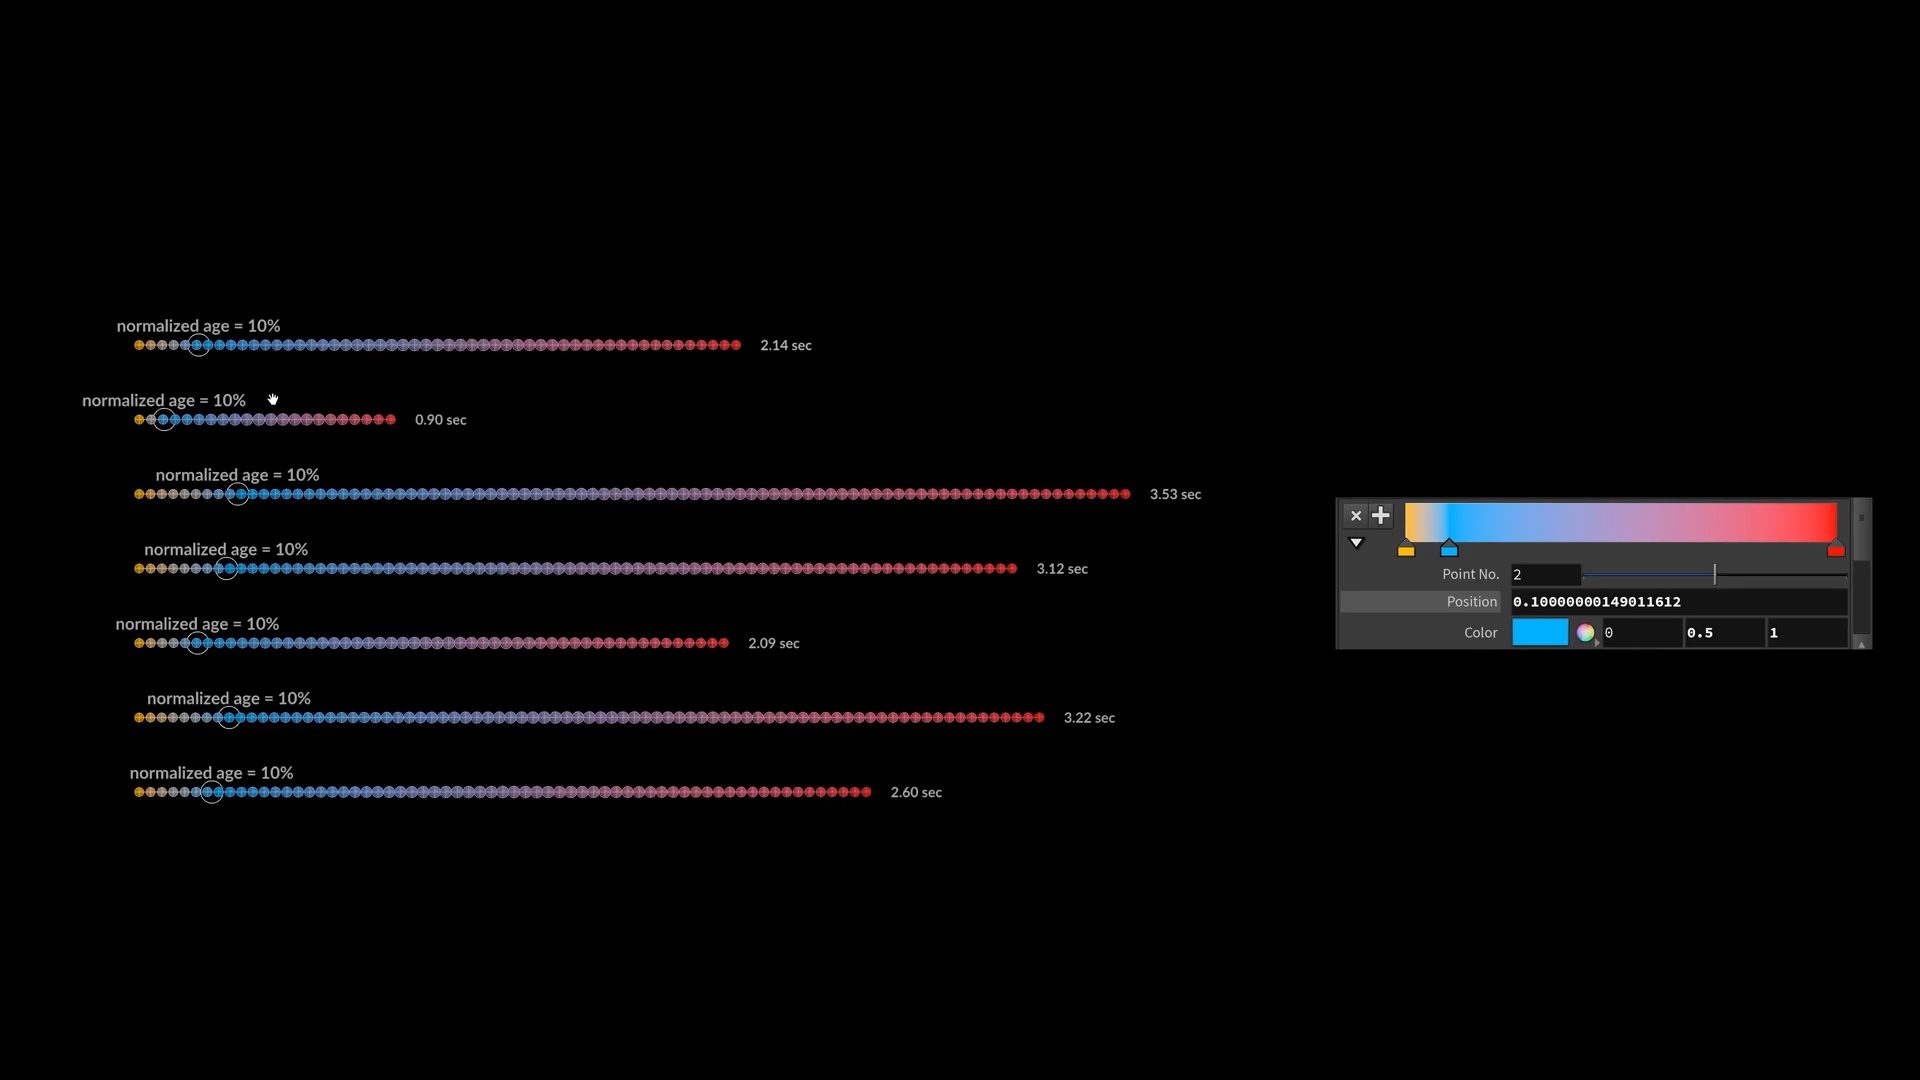 normalized age = 10%
2.14 sec
normalized age = 10%
0.90 sec
normalized age = 10%
3.53 sec
normalized age = 10%
3.12 sec
normalized age = 10%
2.09 sec
normalized age = 10%
3.22 sec
normalized age = 10%
2.60 sec
Point No. 2
Position 0.10000000149011612
Color 0 0.5 1